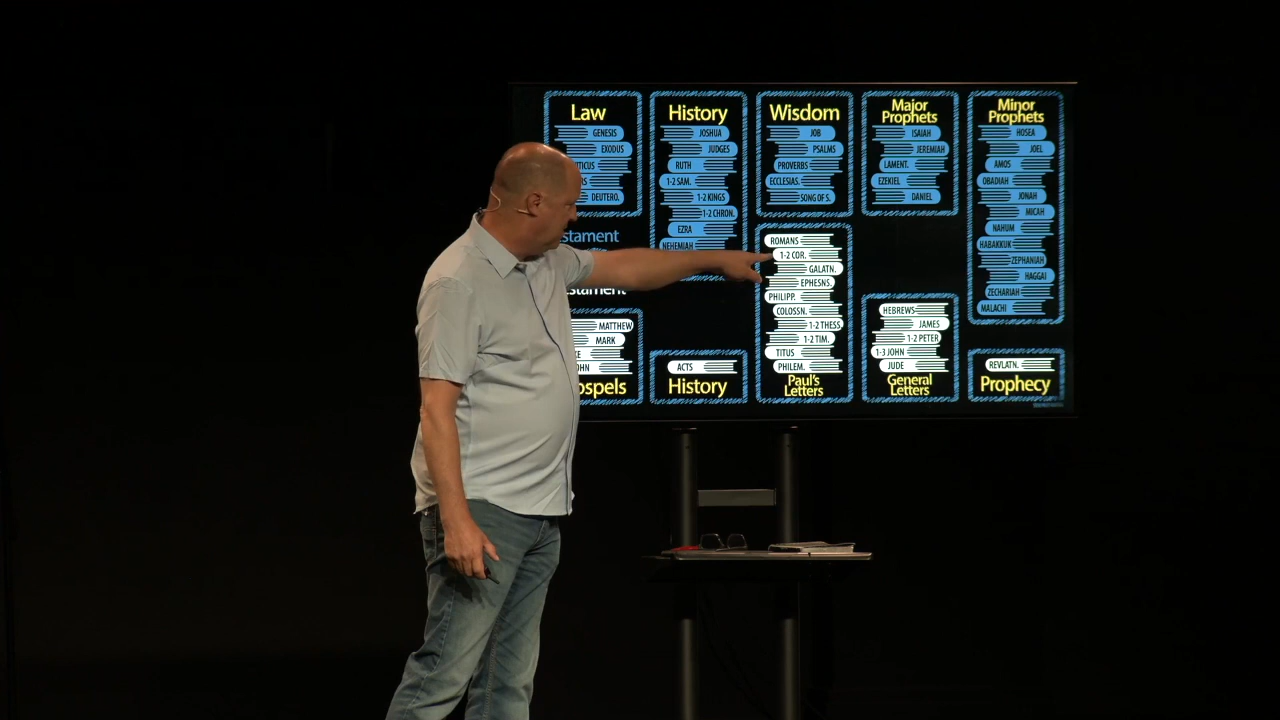 Law
GENESIS
EXODUS
DEUTERO.
History
JOSHUA
JUDGES
RUTH
1-2 SAM.
1-2 KINGS
1-2 CHRON.
EZRA
NEHEMIAH
Wisdom
JOB
PSALMS
PROVERBS
ECCLESIAS.
SONG OF S.
Major
Prophets
ISAIAH
JEREMIAH
LAMENT.
EZEKIEL
DANIEL
Minor
Prophets
HOSEA
JOEL
AMOS
OBADIAH
JONAH
MICAH
NAHUM
HABAKKUK
ZEPHANIAH
HAGGAI
ZECHARIAH
MALACHI
stament
stament
MATTHEW
MARK
OHN
ospels
ACTS
History
ROMANS
1-2 COR.
GALATN.
EPHESNS.
PHILIPP.
COLOSSN.
1-2 THESS
1-2 TIM.
TITUS
PHILEM.
Paul's
Letters
HEBREWS
JAMES
1-2 PETER
1-3 JOHN
JUDE
General
Letters
REVLATN.
Prophecy